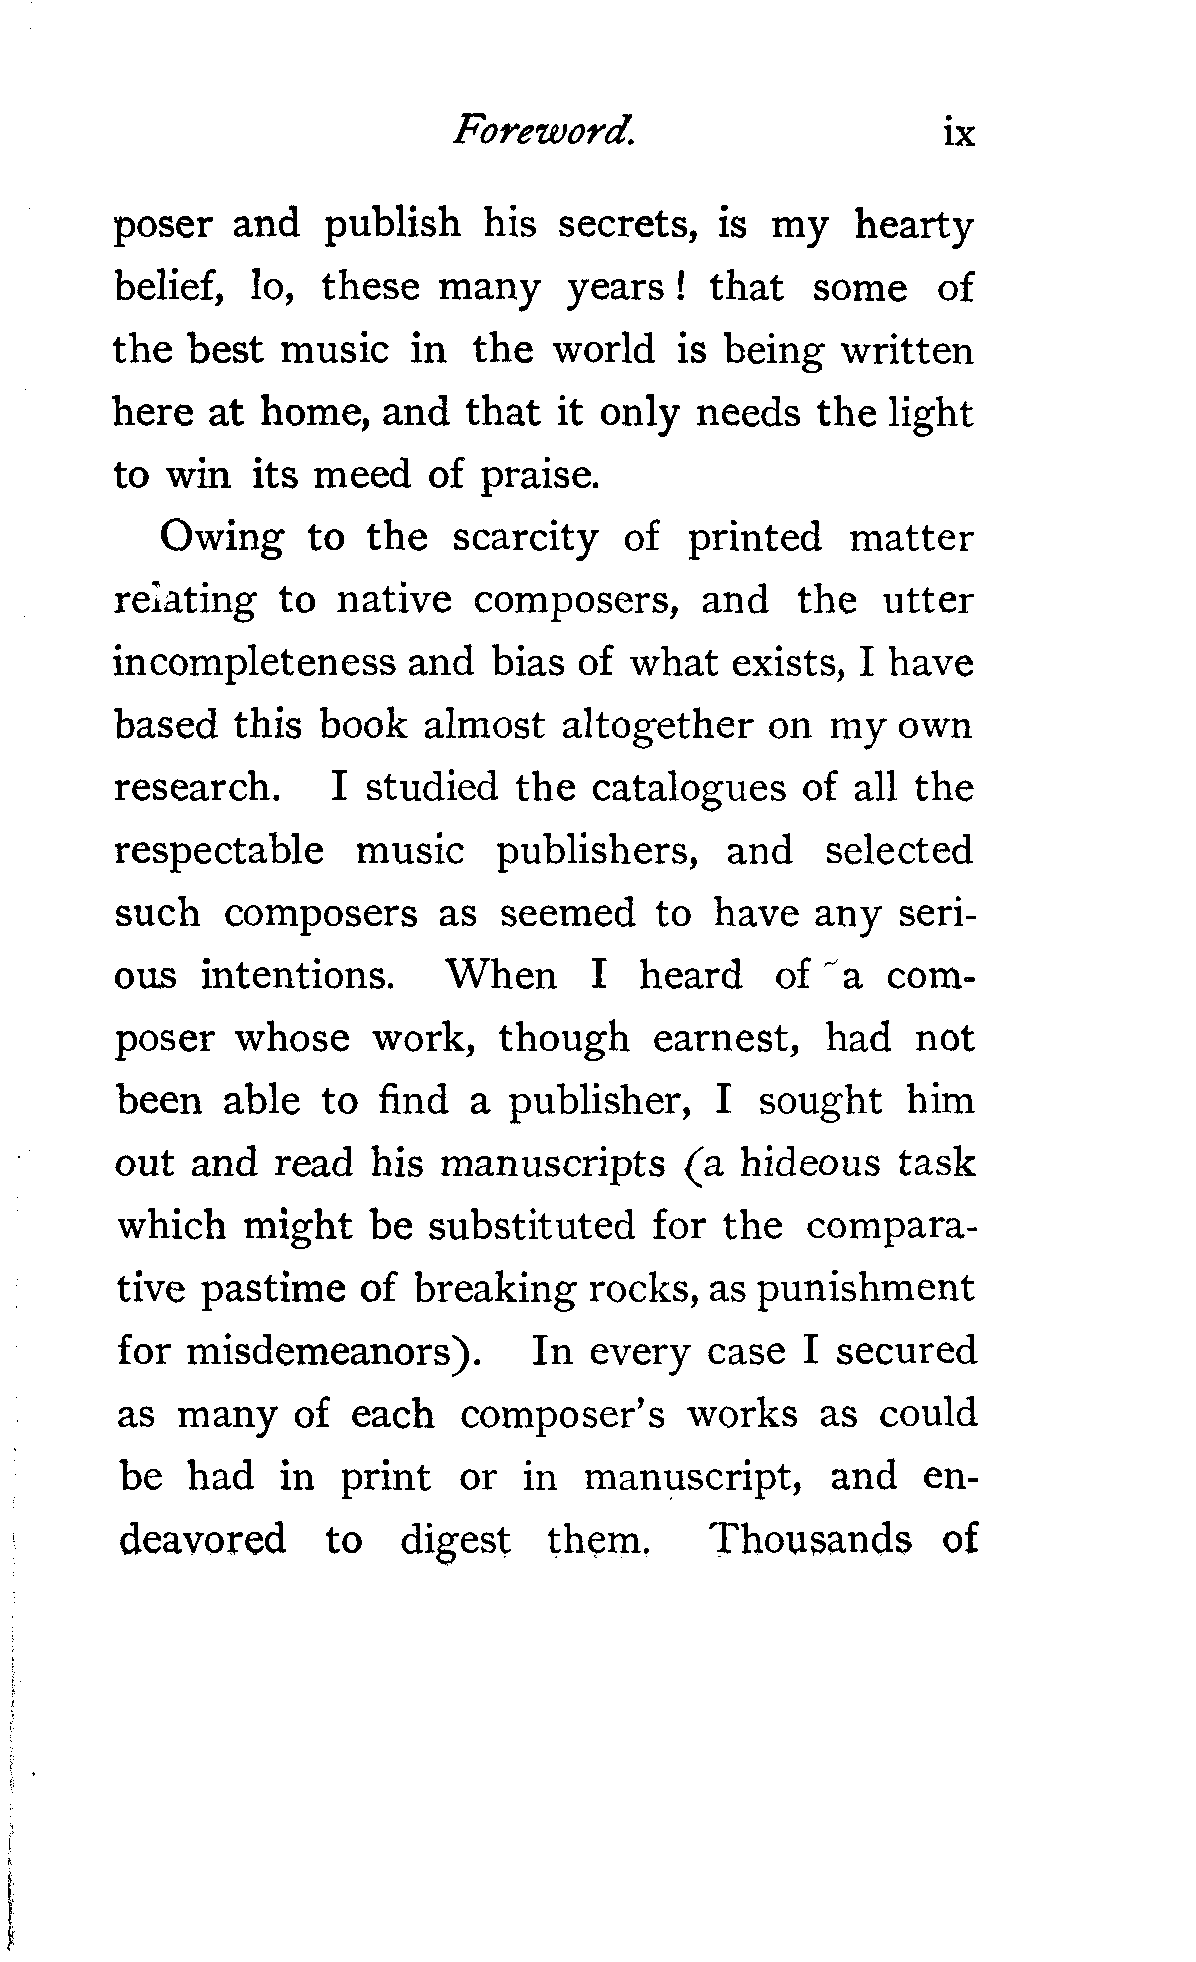 Foreword. ix
poser and publish his secrets, is my hearty
belief, lo, these many years! that some of
the best music in the world is being written
here at home, and that it only needs the light
to win its meed of praise.
Owing to the scarcity of printed matter
relating to native composers, and the utter
incompleteness and bias of what exists, I have
based this book almost altogether on my own
research. I studied the catalogues of all the
respectable music publishers, and selected
such composers as seemed to have any seri-
ous intentions. When I heard of a com-
poser whose work, though earnest, had not
been able to find a publisher, I sought him
out and read his manuscripts (a hideous task
which might be substituted for the compara-
tive pastime of breaking rocks, as punishment
for misdemeanors). In every case I secured
as many of each composer's works as could
be had in print or in manuscript, and en-
deavored to digest them. Thousands of